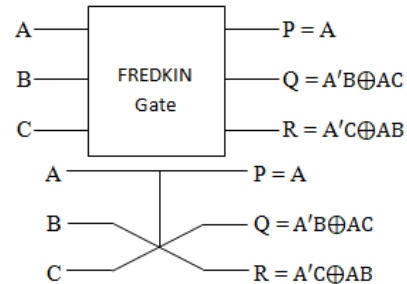 A P = A
B FREDKIN Q = A′B⊕AC
Gate
C R = A′C⊕AB
A P = A
B Q = A′B⊕AC
C R = A′C⊕AB